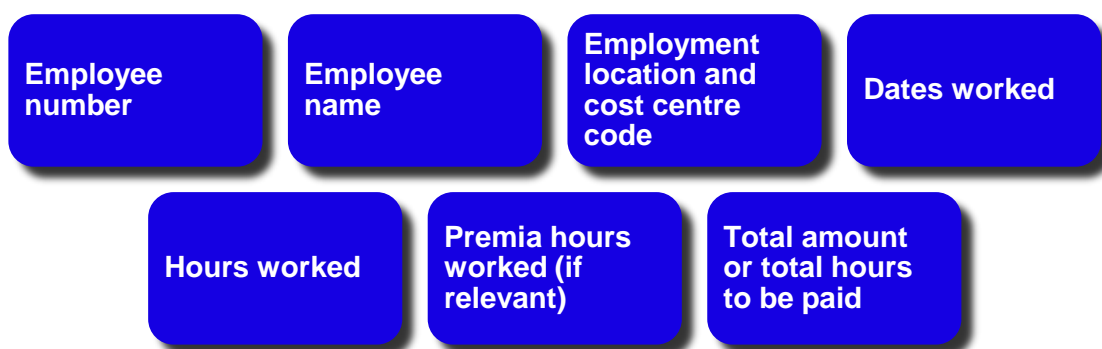 Employee
number
Employee
name
Employment
location and
cost centre
code
Dates worked
Hours worked
Premia hours
worked (if
relevant)
Total amount
or total hours
to be paid